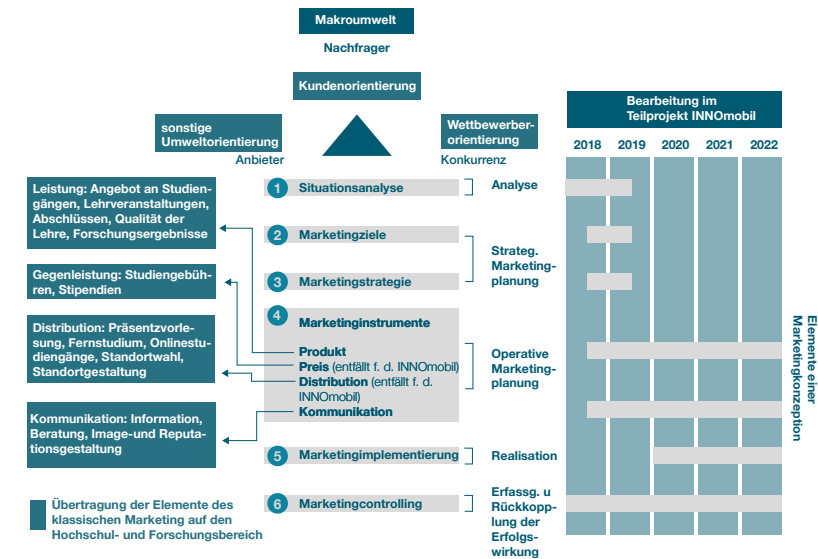 Makroumwelt
Nachfrager
Kundenorientierung
sonstige
Umweltorientierung
Anbieter
Wettbewerber-
orientierung
Konkurrenz
Bearbeitung im
Teilprojekt INNOmobil
2018 2019 2020 2021 2022
Leistung: Angebot an Studien-
gängen, Lehrveranstaltungen,
Abschlüssen, Qualität der
Lehre, Forschungsergebnisse
Gegenleistung: Studiengebüh-
ren, Stipendien
Distribution: Präsentzvorle-
sung, Fernstudium, Onlinestu-
diengänge, Standortwahl,
Standortgestaltung
Kommunikation: Information,
Beratung, Image-und Reputa-
tionsgestaltung
1 Situationsanalyse
2 Marketingziele
3 Marketingstrategie
4
Marketinginstrumente
Produkt
Preis (entfällt f. d. INNOmobil)
Distribution (entfällt f. d.
INNOmobil)
Kommunikation
5 Marketingimplementierung
6 Marketingcontrolling
Analyse
Strateg.
Marketing-
planung
Operative
Marketing-
planung
Realisation
Erfassg. u
Rückkopp-
lung der
Erfolgs-
wirkung
Elemente einer
Marketingkonzeption
Übertragung der Elemente des
klassischen Marketing auf den
Hochschul- und Forschungsbereich